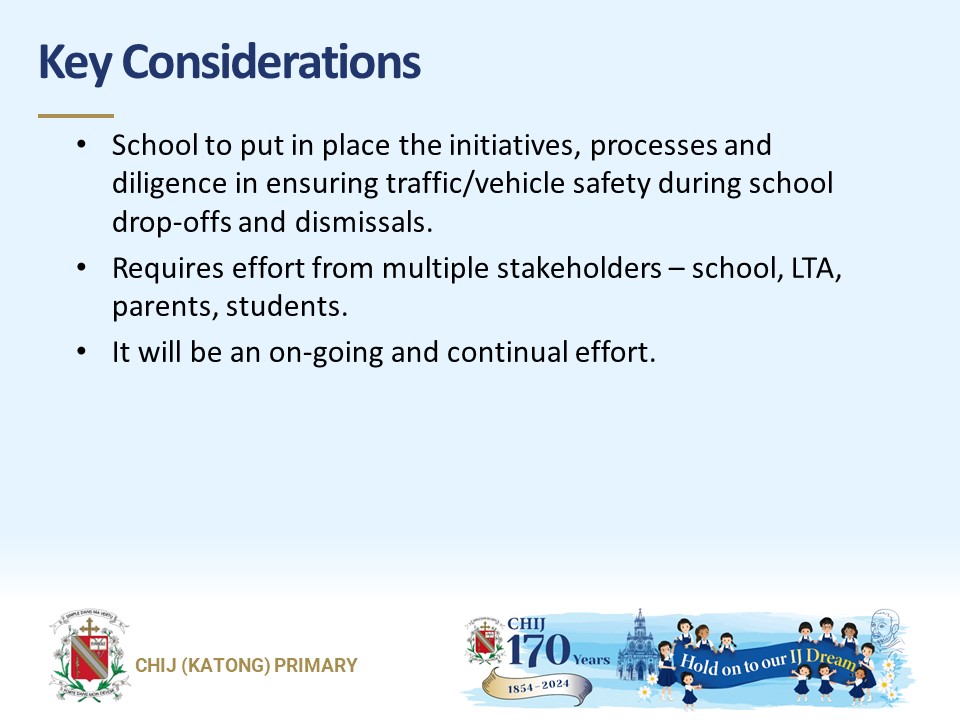 Key Considerations
• School to put in place the initiatives, processes and
diligence in ensuring traffic/vehicle safety during school
drop-offs and dismissals.
• Requires effort from multiple stakeholders – school, LTA,
parents, students.
• It will be an on-going and continual effort.
SIMPLE DANS MA VERTU
FORTE DANS MON DEVOIR
CHIJ (KATONG) PRIMARY
CHIJ
170 Years
1854-2024
Hold on to our IJ Dream